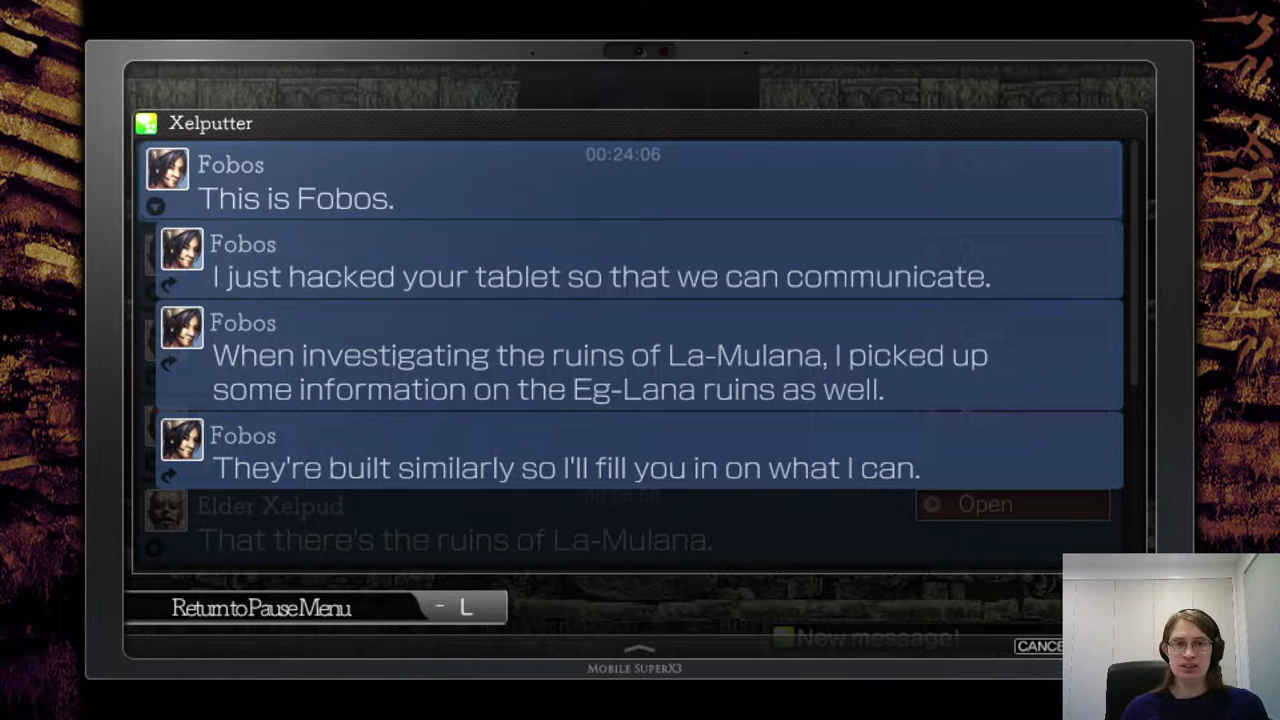 Xelputter
Fobos
00:24:06
This is Fobos.
Fobos
I just hacked your tablet so that we can communicate.
Fobos
When investigating the ruins of La-Mulana, I picked up
some information on the Eg-Lana ruins as well.
Fobos
They're built similarly so I'll fill you in on what I can.
Elder Xelpud
Open
That there's the ruins of La-Mulana.
Return to Pause Menu
- L
New message!
CANCE
MOBILE SUPERX3